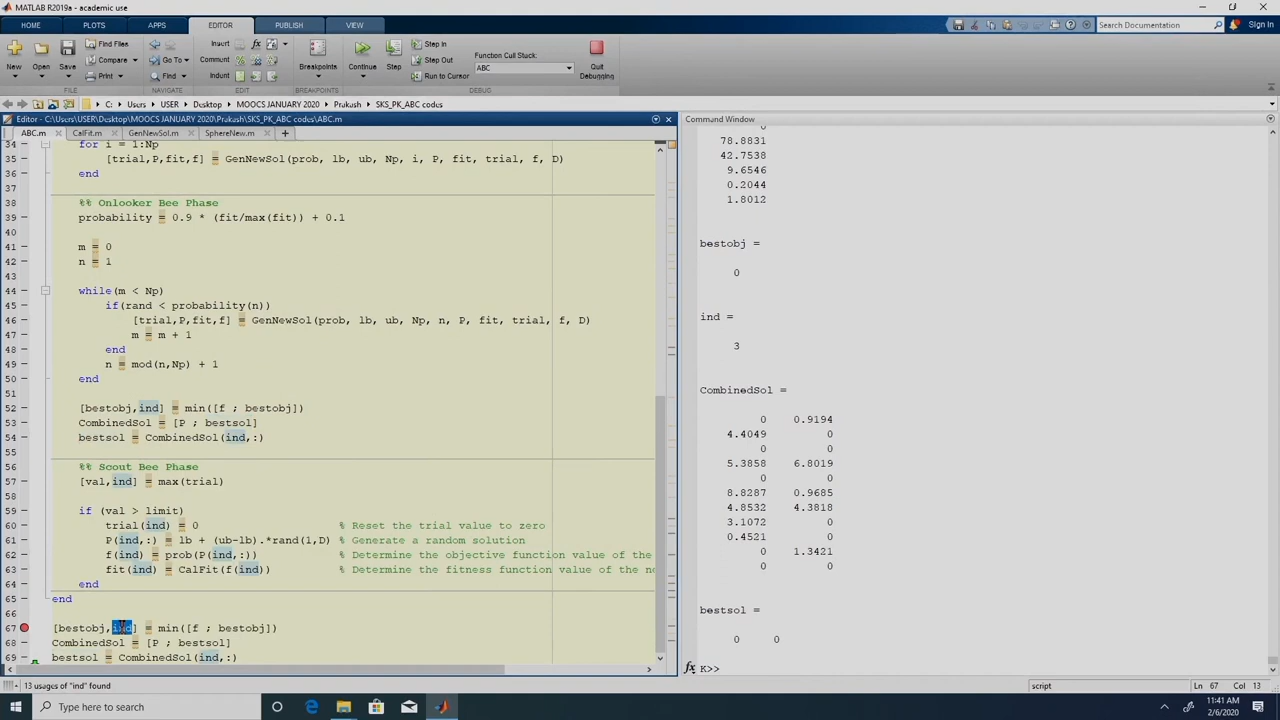 MATLAB R2019a - academic use
HOME PLOTS APPS EDITOR PUBLISH VIEW
Search Documentation Sign In
New Open Save Find Files Compare Print FILE
Go To Find NAVIGATE
Insert fx Comment Indent EDIT
Breakpoints BREAKPOINTS
Continue Step Step In Step Out Run to Cursor Function Call Stack: ABC DEBUG
Quit Debugging
C: Users USER Desktop MOOCS JANUARY 2020 Prakash SKS_PK_ABC codes
Editor - C:\Users\USER\Desktop\MOOCS JANUARY 2020\Prakash\SKS_PK_ABC codes\ABC.m
ABC.m CalFit.m GenNewSol.m SphereNew.m +
34 for i = 1:Np
35 [trial,P,fit,f] = GenNewSol(prob, lb, ub, Np, i, P, fit, trial, f, D)
36 end
37
38 %% Onlooker Bee Phase
39 probability = 0.9 * (fit/max(fit)) + 0.1
40
41 m = 0
42 n = 1
43
44 while(m < Np)
45 if(rand < probability(n))
46 [trial,P,fit,f] = GenNewSol(prob, lb, ub, Np, n, P, fit, trial, f, D)
47 m = m + 1
48 end
49 n = mod(n,Np) + 1
50 end
51
52 [bestobj,ind] = min([f ; bestobj])
53 CombinedSol = [P ; bestsol]
54 bestsol = CombinedSol(ind,:)
55
56 %% Scout Bee Phase
57 [val,ind] = max(trial)
58
59 if (val > limit)
60 trial(ind) = 0 % Reset the trial value to zero
61 P(ind,:) = lb + (ub-lb).*rand(1,D) % Generate a random solution
62 f(ind) = prob(P(ind,:)) % Determine the objective function value of the
63 fit(ind) = CalFit(f(ind)) % Determine the fitness function value of the ne
64 end
65 end
66
67 [bestobj,ind] = min([f ; bestobj])
68 CombinedSol = [P ; bestsol]
69 bestsol = CombinedSol(ind,:)
Command Window
0
78.8831
42.7538
9.6546
0.2044
1.8012
bestobj =
0
ind =
3
CombinedSol =
0 0.9194
4.4049 0
0 0
5.3858 6.8019
0 0
8.8287 0.9685
4.8532 4.3818
3.1072 0
0.4521 0
0 1.3421
0 0
bestsol =
0 0
fx K>>
13 usages of "ind" found script Ln 67 Col 13
Type here to search
11:41 AM
2/6/2020